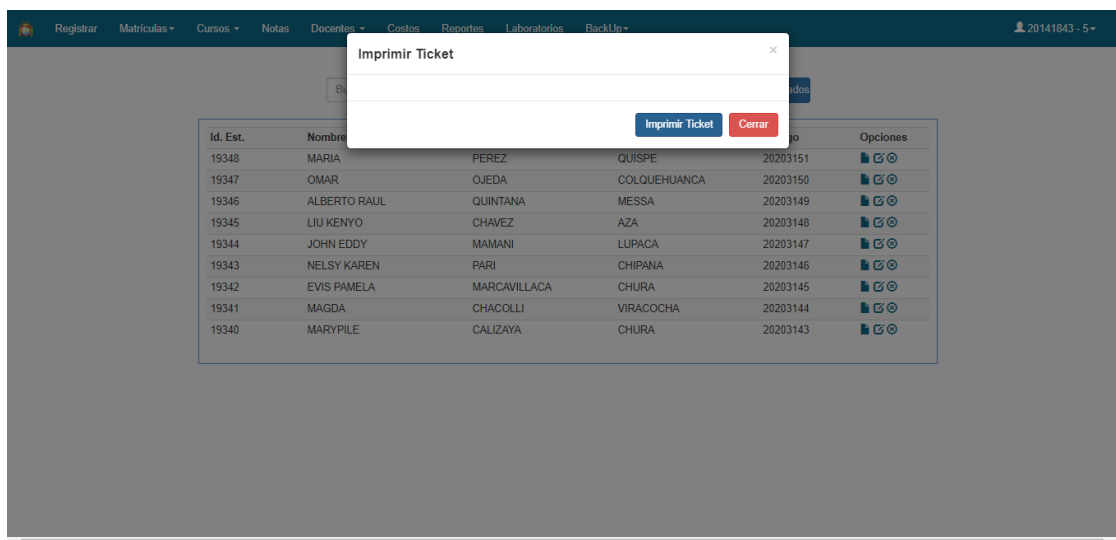 Registrar Matrículas Cursos Notas Docentes Costos Reportes Laboratorios BackUp 20141843 - 5
Imprimir Ticket ×
Imprimir Ticket Cerrar
Id. Est. Opciones
19348 MARIA PEREZ QUISPE 20203151
19347 OMAR OJEDA COLQUEHUANCA 20203150
19346 ALBERTO RAUL QUINTANA MESSA 20203149
19345 LIU KENYO CHAVEZ AZA 20203148
19344 JOHN EDDY MAMANI LUPACA 20203147
19343 NELSY KAREN PARI CHIPANA 20203146
19342 EVIS PAMELA MARCAVILLACA CHURA 20203145
19341 MAGDA CHACOLLI VIRACOCHA 20203144
19340 MARYPILE CALIZAYA CHURA 20203143